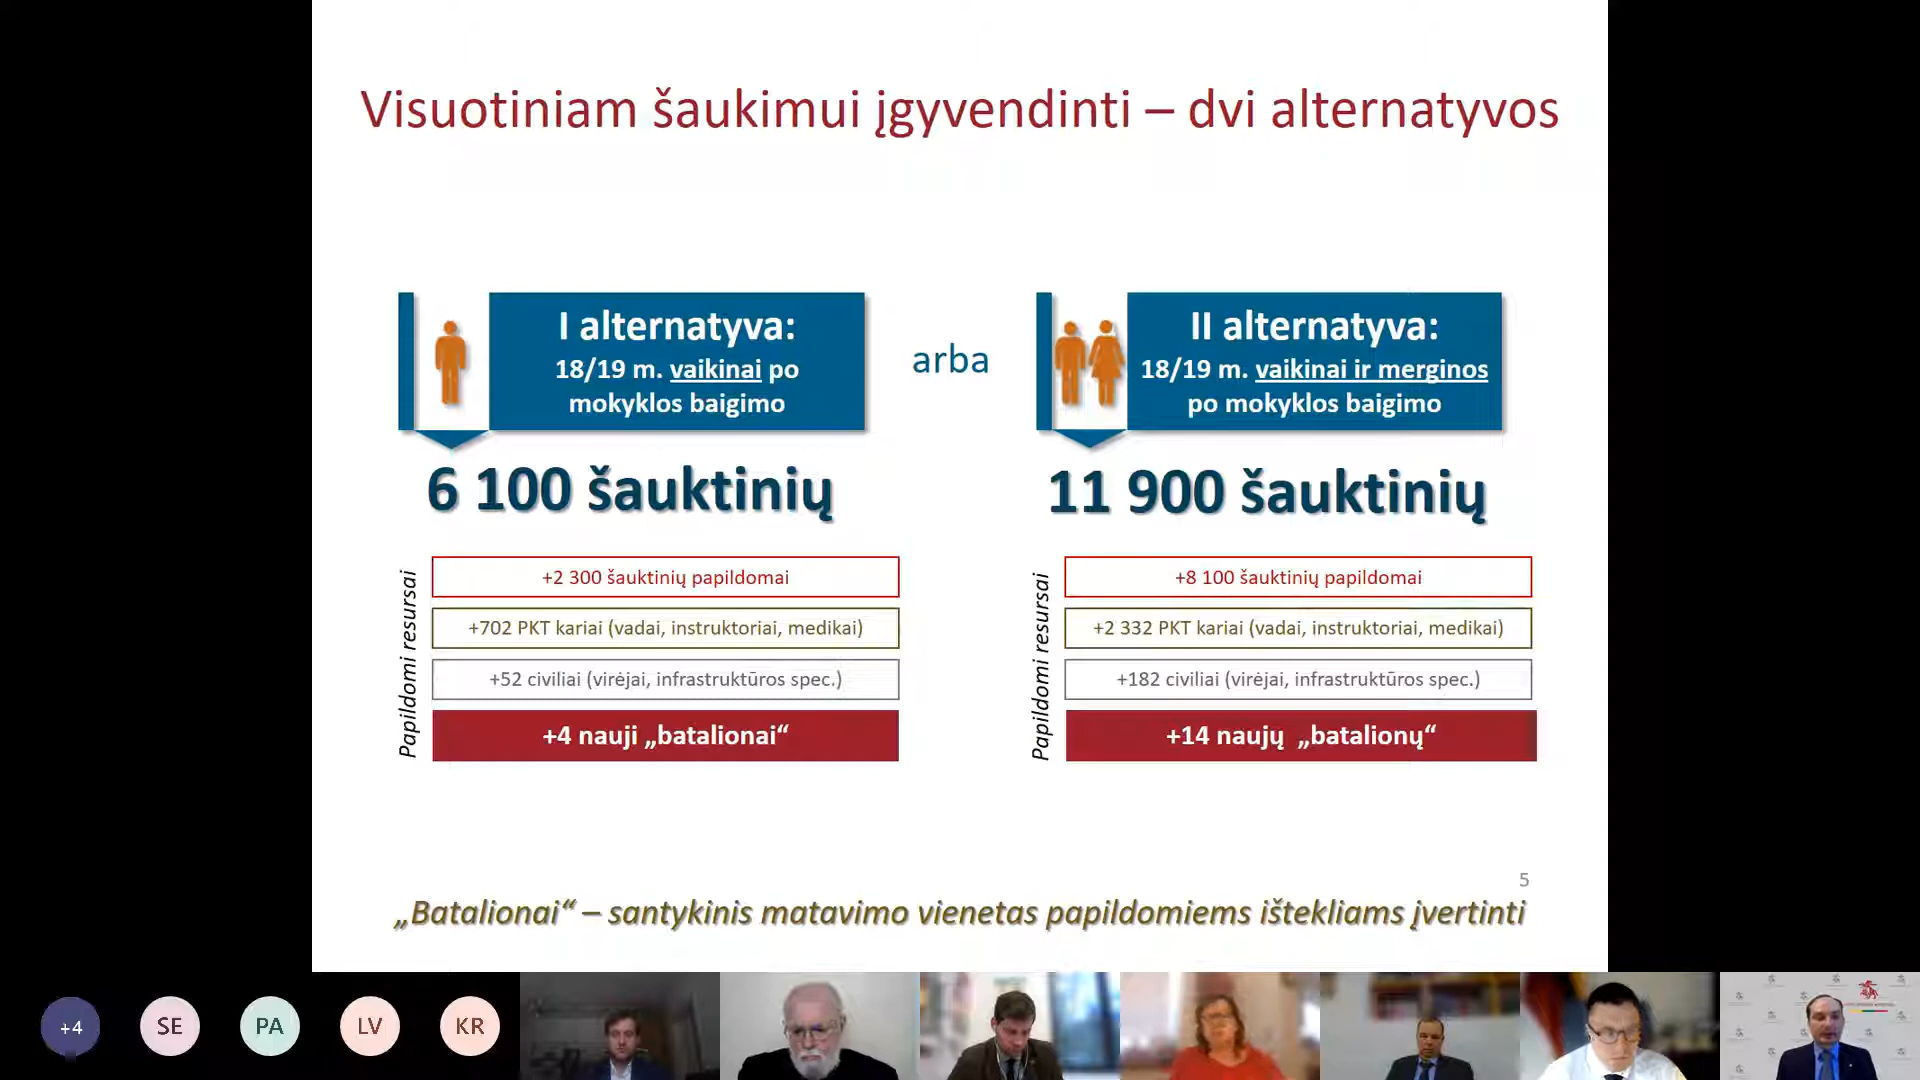 Visuotiniam šaukimui įgyvendinti – dvi alternatyvos
I alternatyva:
18/19 m. vaikinai po
mokyklos baigimo
6 100 šauktinių
Papildomi resursai
+2 300 šauktinių papildomai
+702 PKT kariai (vadai, instruktoriai, medikai)
+52 civiliai (virėjai, infrastruktūros spec.)
+4 nauji „batalionai“
arba
II alternatyva:
18/19 m. vaikinai ir merginos
po mokyklos baigimo
11 900 šauktinių
Papildomi resursai
+8 100 šauktinių papildomai
+2 332 PKT kariai (vadai, instruktoriai, medikai)
+182 civiliai (virėjai, infrastruktūros spec.)
+14 naujų „batalionų“
5
„Batalionai“ – santykinis matavimo vienetas papildomiems ištekliams įvertinti
+4
SE
PA
LV
KR